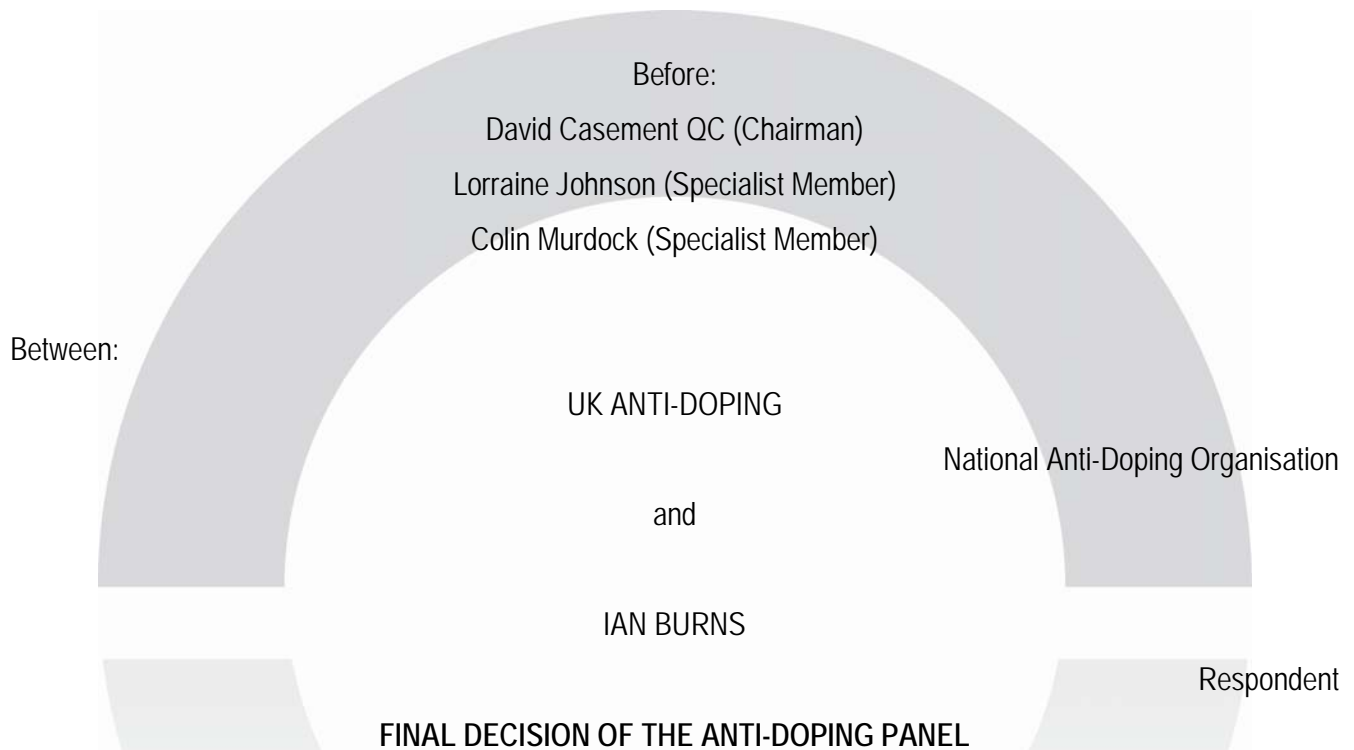 Before:
David Casement QC (Chairman)
Lorraine Johnson (Specialist Member)
Colin Murdock (Specialist Member)
Between:
UK ANTI-DOPING
National Anti-Doping Organisation
and
IAN BURNS
Respondent
FINAL DECISION OF THE ANTI-DOPING PANEL